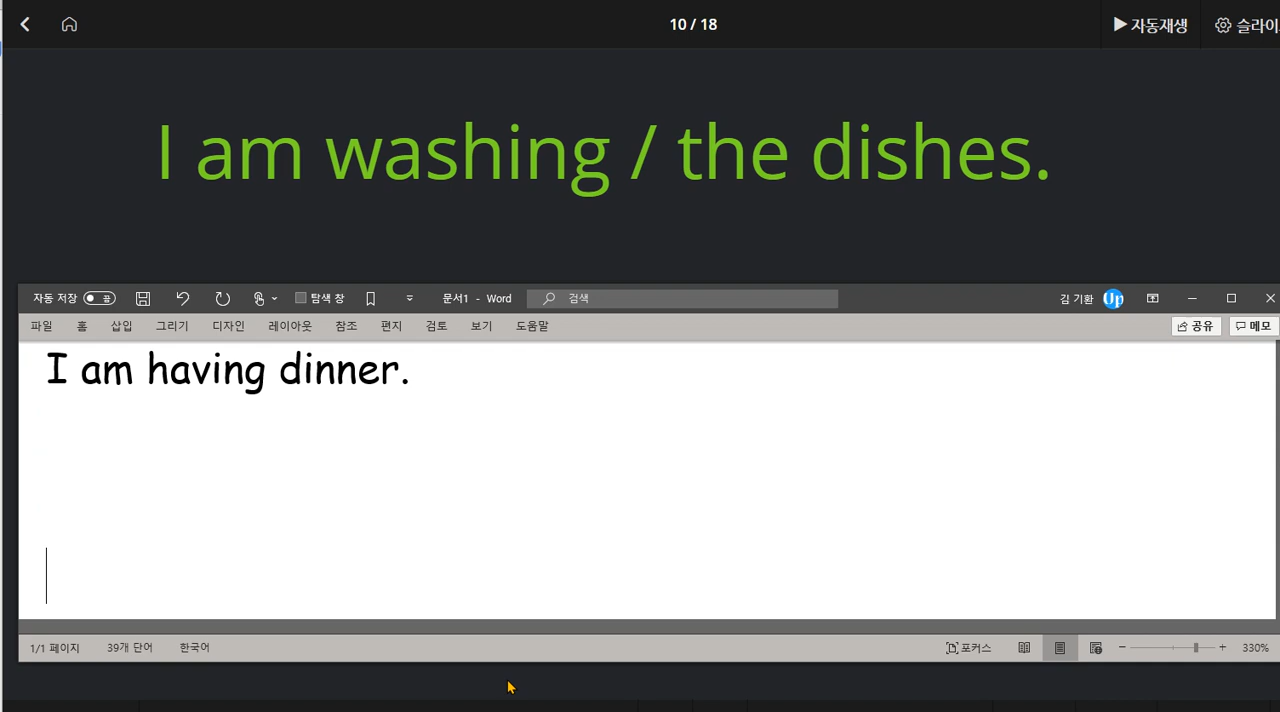 10 / 18
자동재생
슬라이
I am washing / the dishes.
자동 저장 끔 탐색 창 문서1 - Word 검색 김 기환 Up
파일 홈 삽입 그리기 디자인 레이아웃 참조 편지 검토 보기 도움말 공유 메모
I am having dinner.
1/1 페이지 39개 단어 한국어 포커스 330%